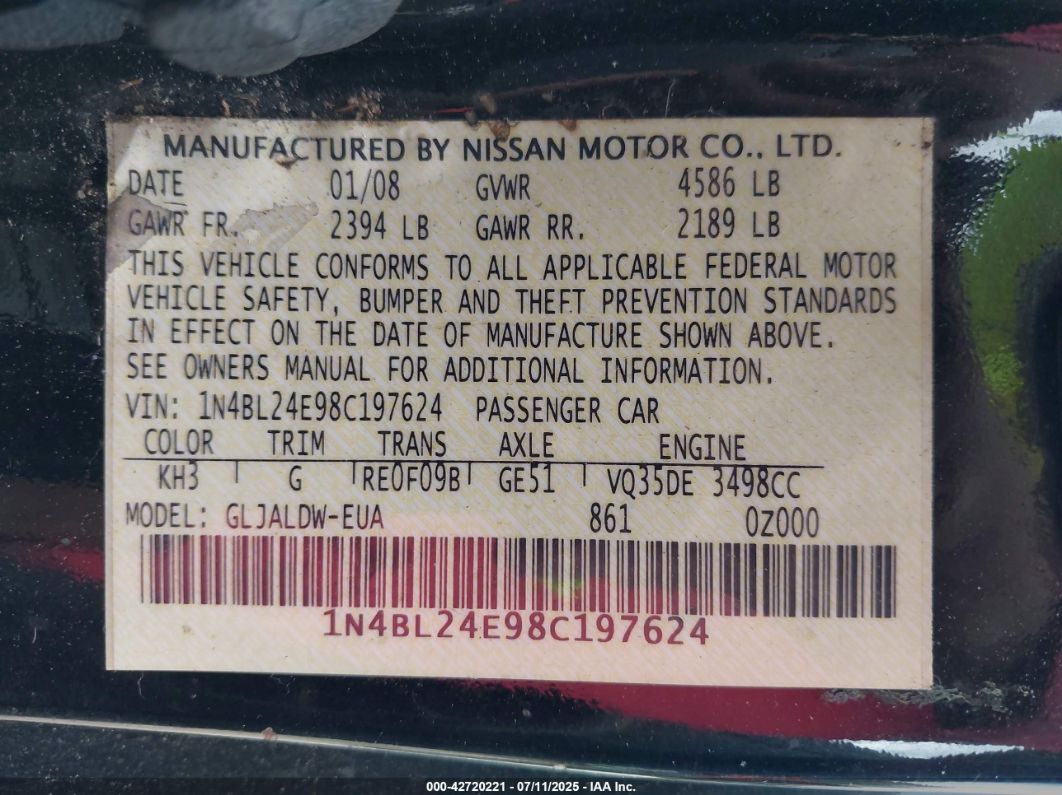 MANUFACTURED BY NISSAN MOTOR CO., LTD.
DATE 01/08 GVWR 4586 LB
GAWR FR. 2394 LB GAWR RR. 2189 LB
THIS VEHICLE CONFORMS TO ALL APPLICABLE FEDERAL MOTOR
VEHICLE SAFETY, BUMPER AND THEFT PREVENTION STANDARDS
IN EFFECT ON THE DATE OF MANUFACTURE SHOWN ABOVE.
SEE OWNERS MANUAL FOR ADDITIONAL INFORMATION.
VIN: 1N4BL24E98C197624 PASSENGER CAR
COLOR TRIM TRANS AXLE ENGINE
KH3 G RE0F09B GE51 VQ35DE 3498CC
MODEL: GLJALDW-EUA 861 0Z000
1N4BL24E98C197624
000-42720221 - 07/11/2025 - IAA Inc.